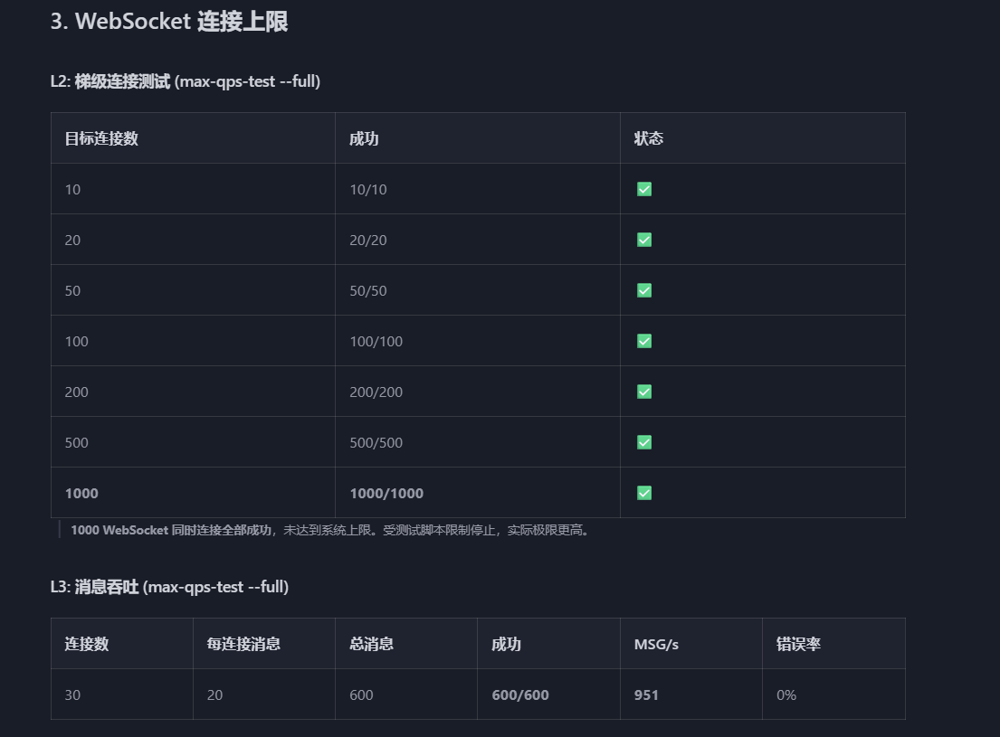 3. WebSocket 连接上限
L2: 梯级连接测试 (max-qps-test --full)
目标连接数 成功 状态
10 10/10 ✅
20 20/20 ✅
50 50/50 ✅
100 100/100 ✅
200 200/200 ✅
500 500/500 ✅
1000 1000/1000 ✅
1000 WebSocket 同时连接全部成功，未达到系统上限。受测试脚本限制停止，实际极限更高。
L3: 消息吞吐 (max-qps-test --full)
连接数 每连接消息 总消息 成功 MSG/s 错误率
30 20 600 600/600 951 0%